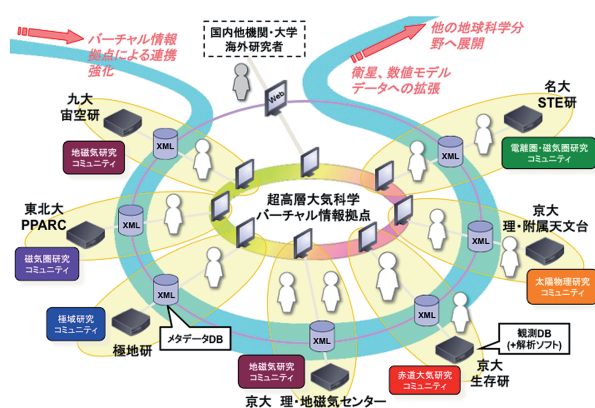 バーチャル情報
拠点による連携
強化
国内他機関・大学
海外研究者
他の地球科学分
野へ展開
衛星、数値モデル
データへの拡張
Web
九大
宙空研
XML
地磁気研究
コミュニティ
名大
STE研
XML
電離圏・磁気圏研究
コミュニティ
超高層大気科学
バーチャル情報拠点
東北大
PPARC
XML
磁気圏研究
コミュニティ
京大
理・附属天文台
XML
太陽物理研究
コミュニティ
XML
極域研究
コミュニティ
極地研
メタデータDB
XML
地磁気研究
コミュニティ
京大 理・地磁気センター
XML
観測DB
(+解析ソフト)
赤道大気研究
コミュニティ
京大
生存研